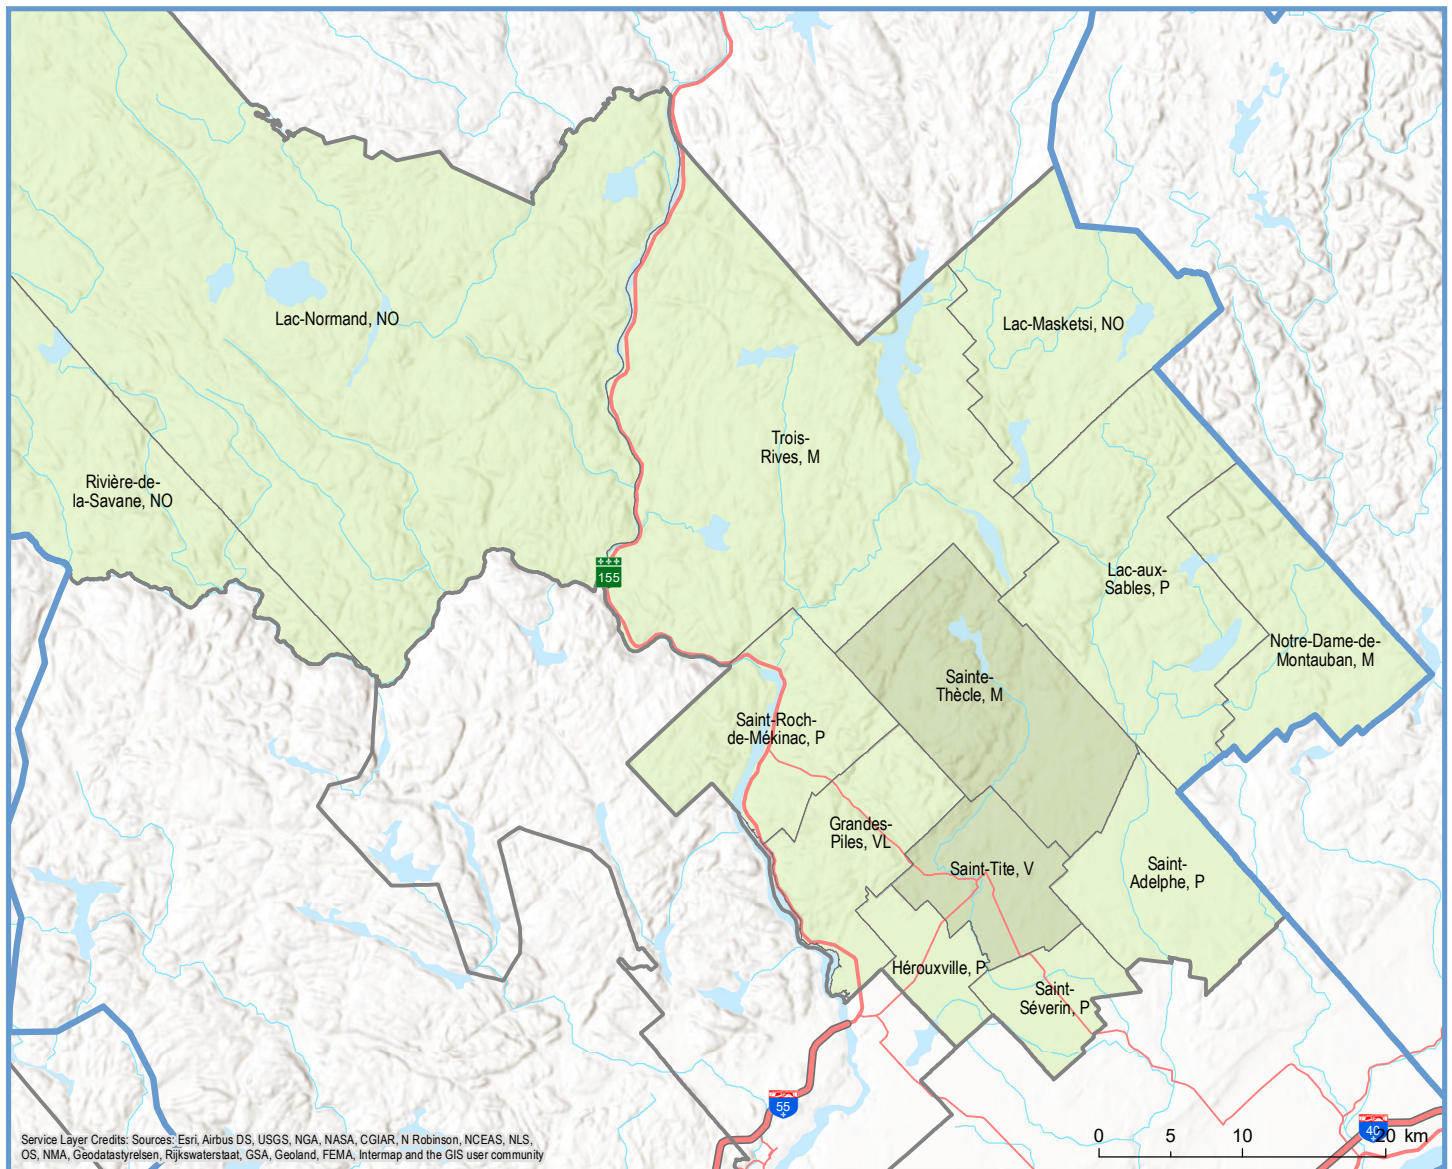 Lac-Normand, NO
Lac-Masketsi, NO
Trois-
Rives, M
Rivière-de-
la-Savane, NO
155
Lac-aux-
Sables, P
Notre-Dame-de-
Montauban, M
Sainte-
Thècle, M
Saint-Roch-
de-Mékinac, P
Grandes-
Piles, VL
Saint-Tite, V
Saint-
Adelphe, P
Hérouxville, P
Saint-
Séverin, P
55
40
0 5 10 20 km
Service Layer Credits: Sources: Esri, Airbus DS, USGS, NGA, NASA, CGIAR, N Robinson, NCEAS, NLS,
OS, NMA, Geodatastyrelsen, Rijkswaterstaat, GSA, Geoland, FEMA, Intermap and the GIS user community